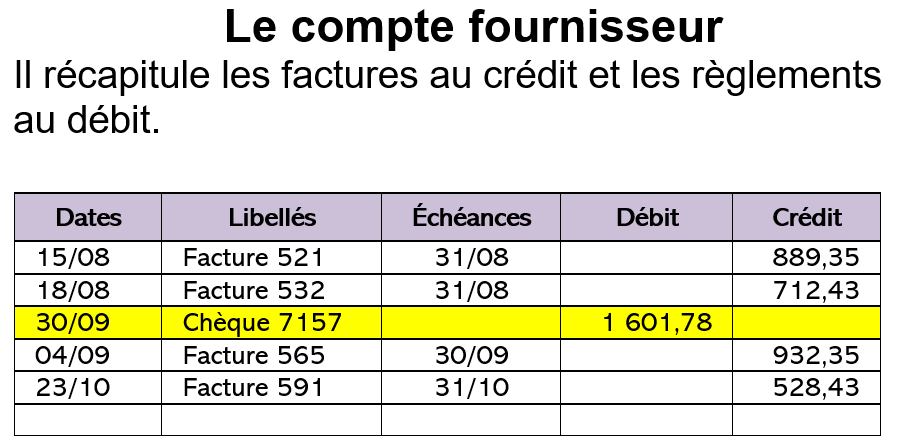 Le compte fournisseur
Il récapitule les factures au crédit et les règlements
au débit.
Dates Libellés Échéances Débit Crédit
15/08 Facture 521 31/08 889,35
18/08 Facture 532 31/08 712,43
30/09 Chèque 7157 1 601,78
04/09 Facture 565 30/09 932,35
23/10 Facture 591 31/10 528,43